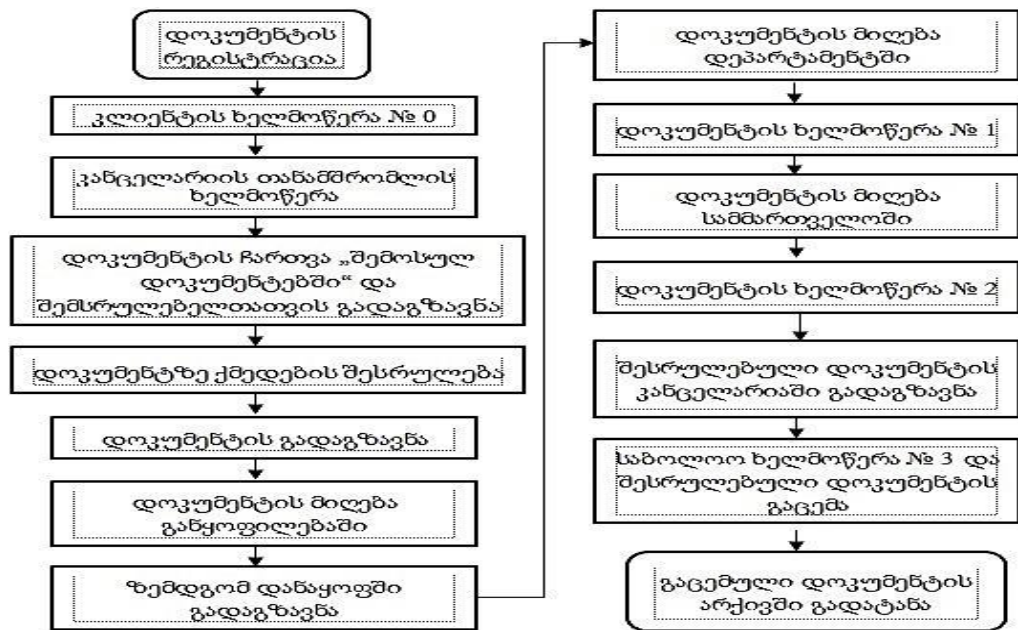 დოკუმენტის
რეგისტრაცია
კლიენტის ხელმოწერა № 0
კანცელარიის თანამშრომლის
ხელმოწერა
დოკუმენტის ჩართვა „შემოსულ
დოკუმენტებში“ და
შემსრულებელთათვის გადაგზავნა
დოკუმენტზე ქმედების შესრულება
დოკუმენტის გადაგზავნა
დოკუმენტის მიღება
განყოფილებაში
ზემდგომ დანაყოფში
გადაგზავნა
დოკუმენტის მიღება
დეპარტამენტში
დოკუმენტის ხელმოწერა № 1
დოკუმენტის მიღება
სამმართველოში
დოკუმენტის ხელმოწერა № 2
შესრულებული დოკუმენტის
კანცელარიაში გადაგზავნა
საბოლოო ხელმოწერა № 3 და
შესრულებული დოკუმენტის
გაცემა
გაცემული დოკუმენტის
არქივში გადატანა